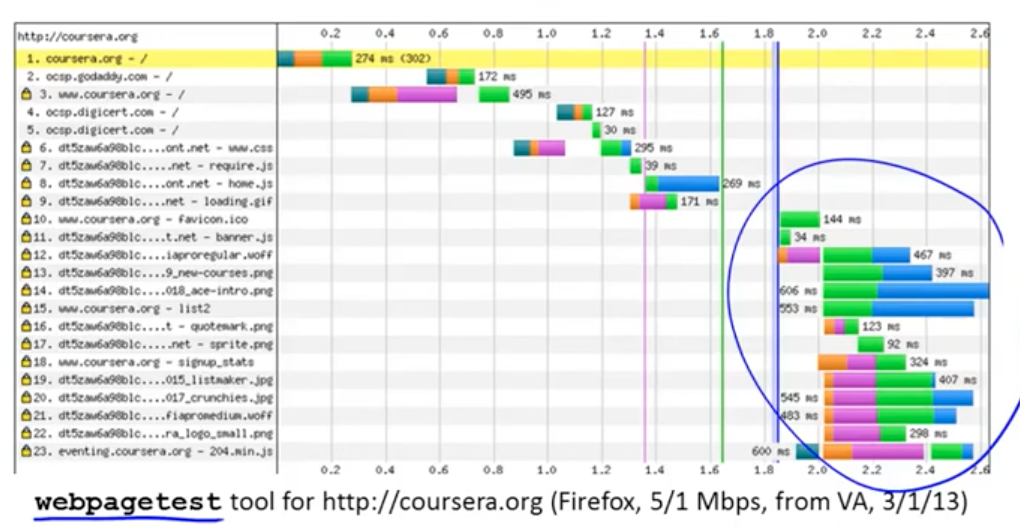 http://coursera.org 0.2 0.4 0.6 0.8 1.0 1.2 1.4 1.6 1.8 2.0 2.2 2.4 2.6
1. coursera.org - / 274 ms (302)
2. ocsp.godaddy.com - / 172 ms
3. www.coursera.org - / 495 ms
4. ocsp.digicert.com - / 127 ms
5. ocsp.digicert.com - / 30 ms
6. dt5zaw6a98blc....ont.net - www.css 295 ms
7. dt5zaw6a98blc....net - require.js 39 ms
8. dt5zaw6a98blc....ont.net - home.js 269 ms
9. dt5zaw6a98blc....net - loading.gif 171 ms
10. www.coursera.org - favicon.ico 144 ms
11. dt5zaw6a98blc....t.net - banner.js 34 ms
12. dt5zaw6a98blc....iaproregular.woff 467 ms
13. dt5zaw6a98blc....9_new-courses.png 397 ms
14. dt5zaw6a98blc....018_ace-intro.png 606 ms
15. www.coursera.org - list2 553 ms
16. dt5zaw6a98blc....t - quotemark.png 123 ms
17. dt5zaw6a98blc....net - sprite.png 92 ms
18. www.coursera.org - signup_stats 324 ms
19. dt5zaw6a98blc....015_listmaker.jpg 407 ms
20. dt5zaw6a98blc....017_crunchies.jpg 545 ms
21. dt5zaw6a98blc....fiapromedium.woff 483 ms
22. dt5zaw6a98blc....ra_logo_small.png 298 ms
23. eventing.coursera.org - 204.min.js 600 ms
0.2 0.4 0.6 0.8 1.0 1.2 1.4 1.6 1.8 2.0 2.2 2.4 2.6
webpagetest tool for http://coursera.org (Firefox, 5/1 Mbps, from VA, 3/1/13)